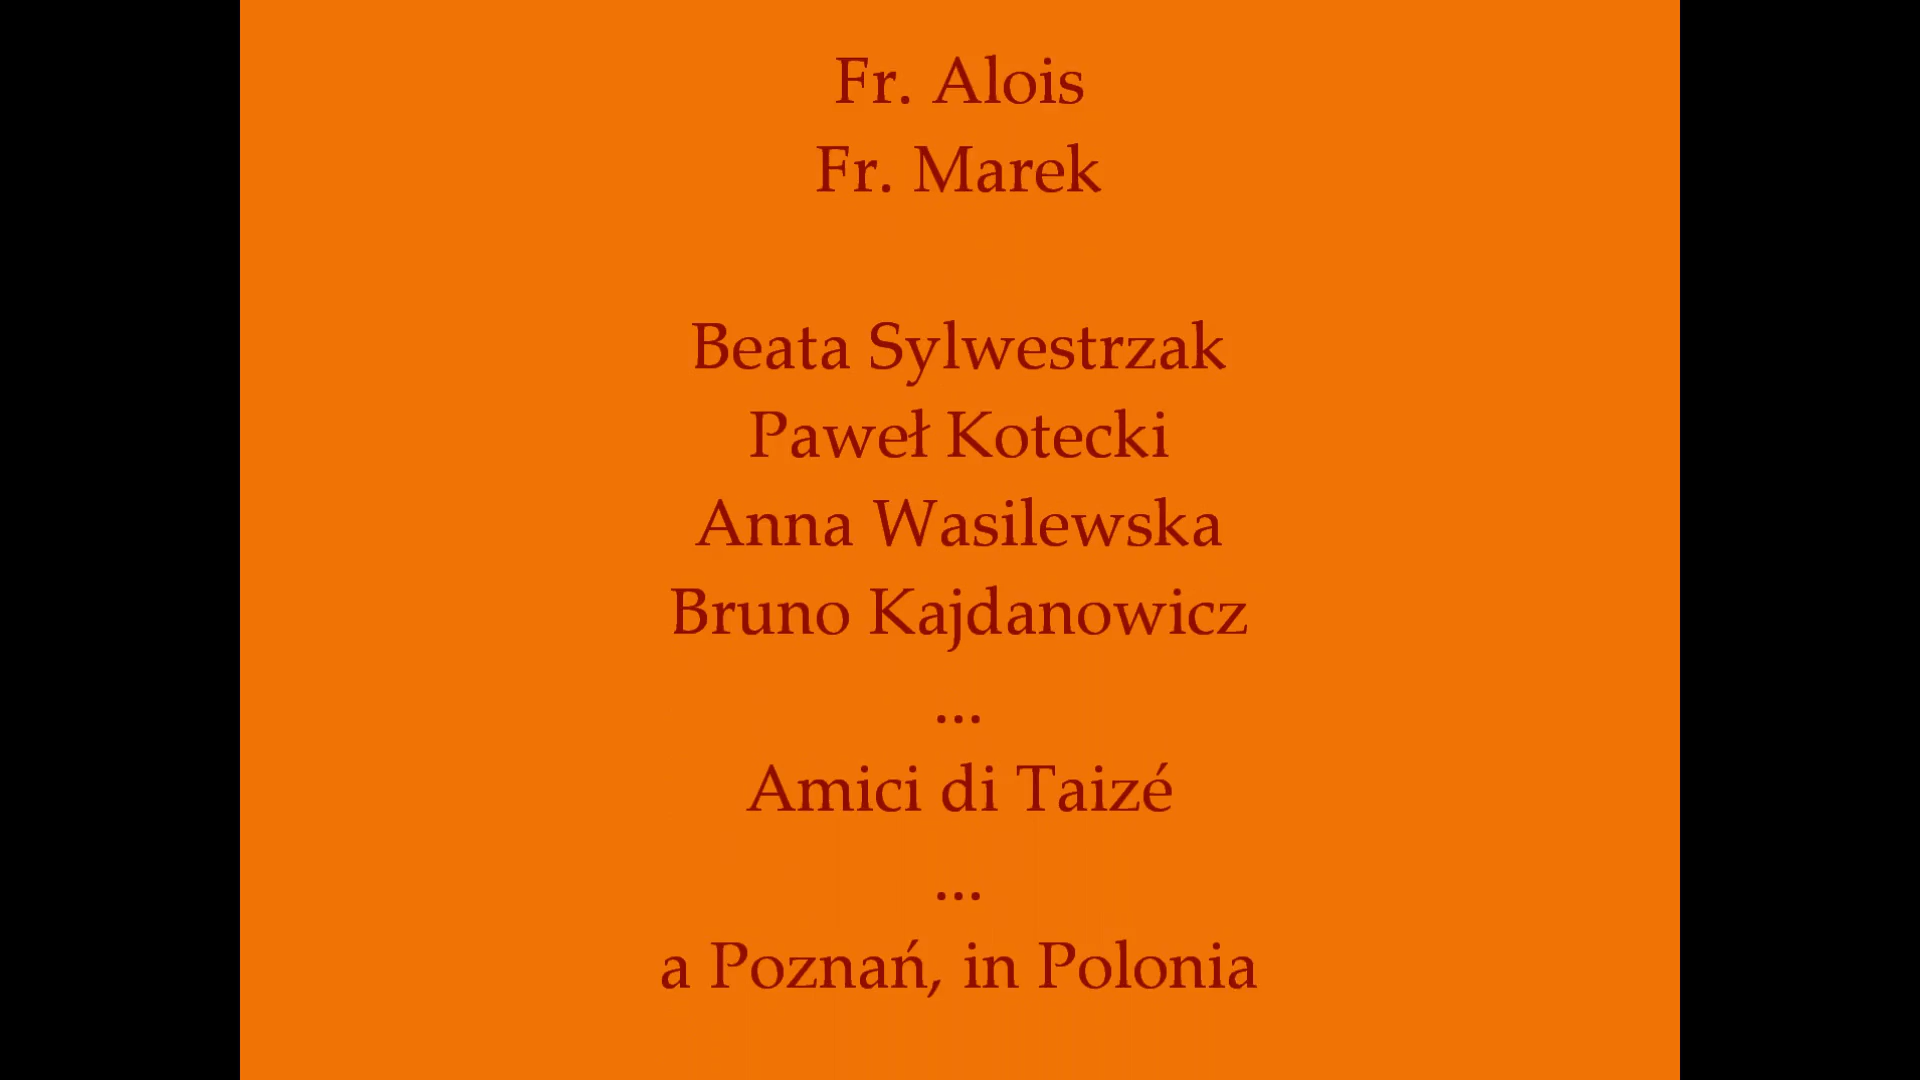 Fr. Alois
Fr. Marek
Beata Sylwestrzak
Paweł Kotecki
Anna Wasilewska
Bruno Kajdanowicz
...
Amici di Taizé
...
a Poznań, in Polonia